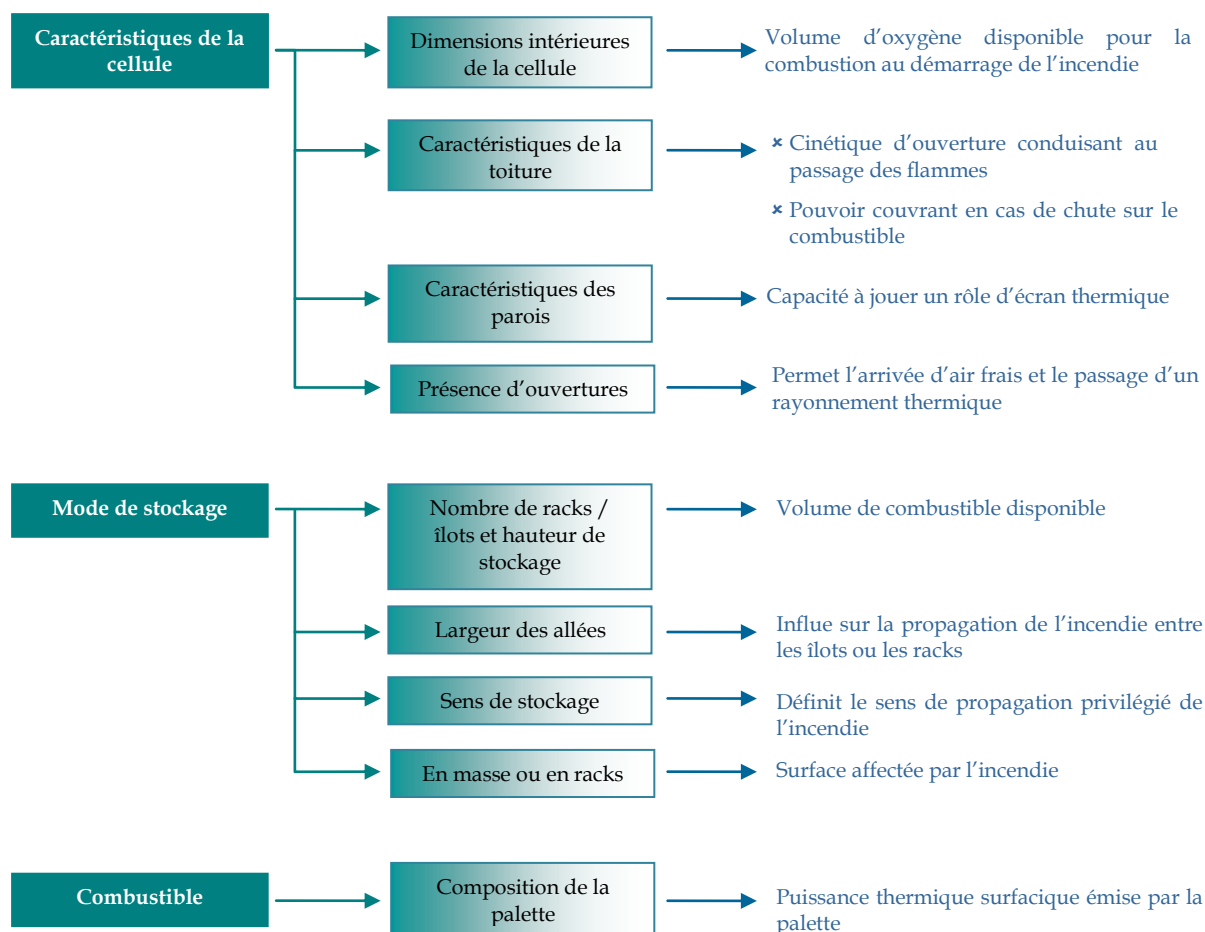 Caractéristiques de la
cellule
Dimensions intérieures
de la cellule
Volume d’oxygène disponible pour la
combustion au démarrage de l’incendie
Caractéristiques de la
toiture
× Cinétique d’ouverture conduisant au
passage des flammes
× Pouvoir couvrant en cas de chute sur le
combustible
Caractéristiques des
parois
Capacité à jouer un rôle d’écran thermique
Présence d’ouvertures
Permet l’arrivée d’air frais et le passage d’un
rayonnement thermique
Mode de stockage
Nombre de racks /
îlots et hauteur de
stockage
Volume de combustible disponible
Largeur des allées
Influe sur la propagation de l’incendie entre
les îlots ou les racks
Sens de stockage
Définit le sens de propagation privilégié de
l’incendie
En masse ou en racks
Surface affectée par l’incendie
Combustible
Composition de la
palette
Puissance thermique surfacique émise par la
palette